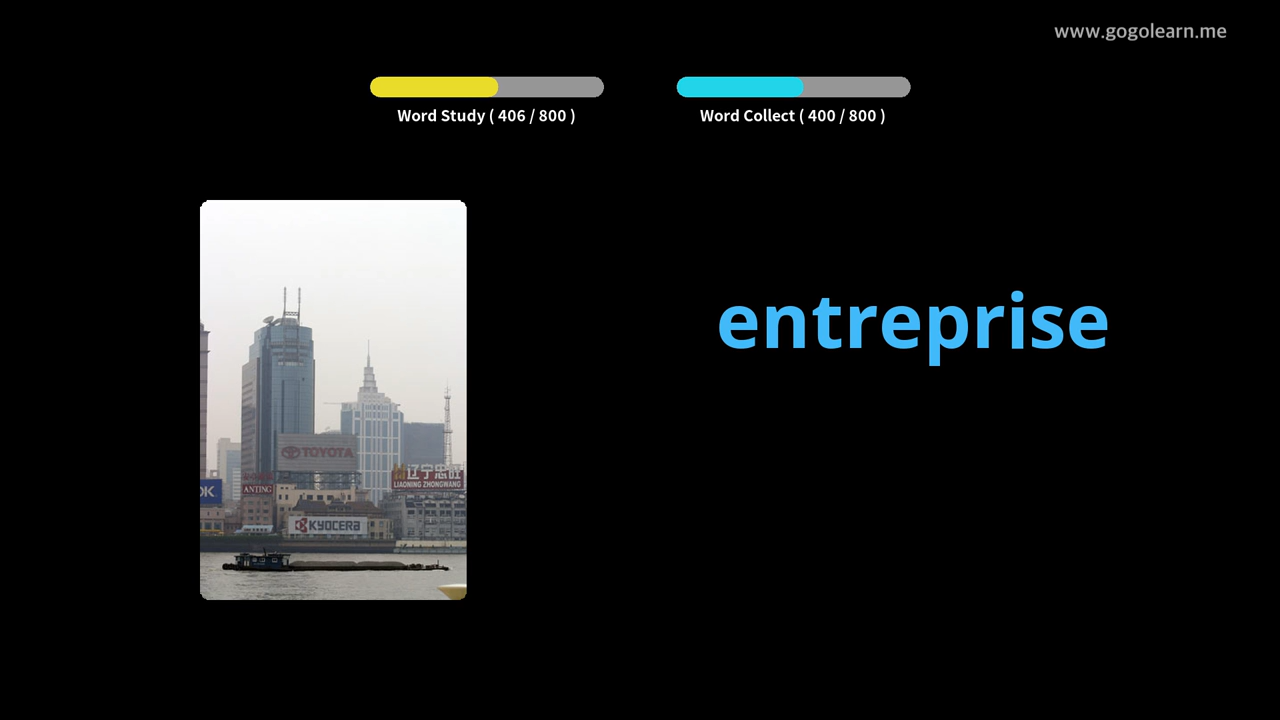 www.gogolearn.me
Word Study ( 406 / 800 )
Word Collect ( 400 / 800 )
entreprise
TOYOTA
辽宁忠旺
LIAONING ZHONGWANG
ANTING
OK
KYOCERA